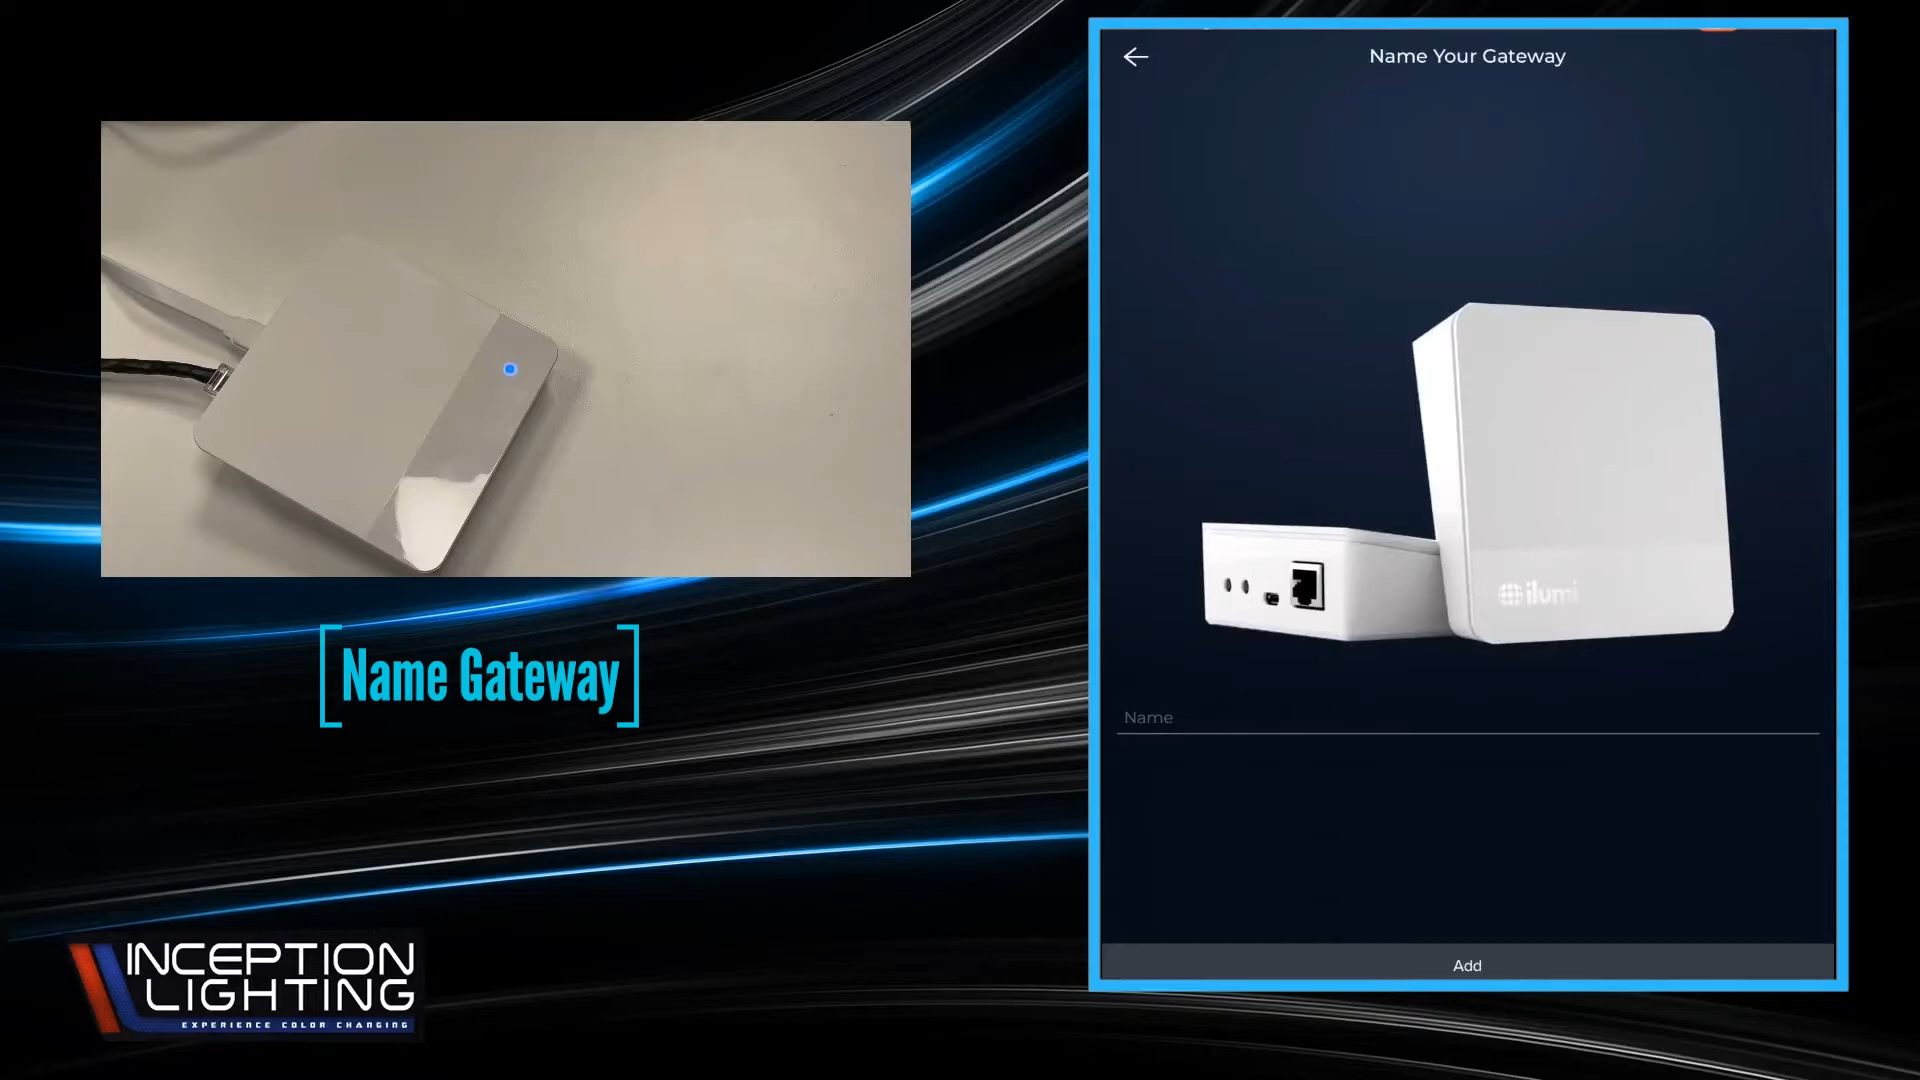 Name Your Gateway
ilumi
Name
Add
[Name Gateway]
INCEPTION
LIGHTING
EXPERIENCE COLOR CHANGING